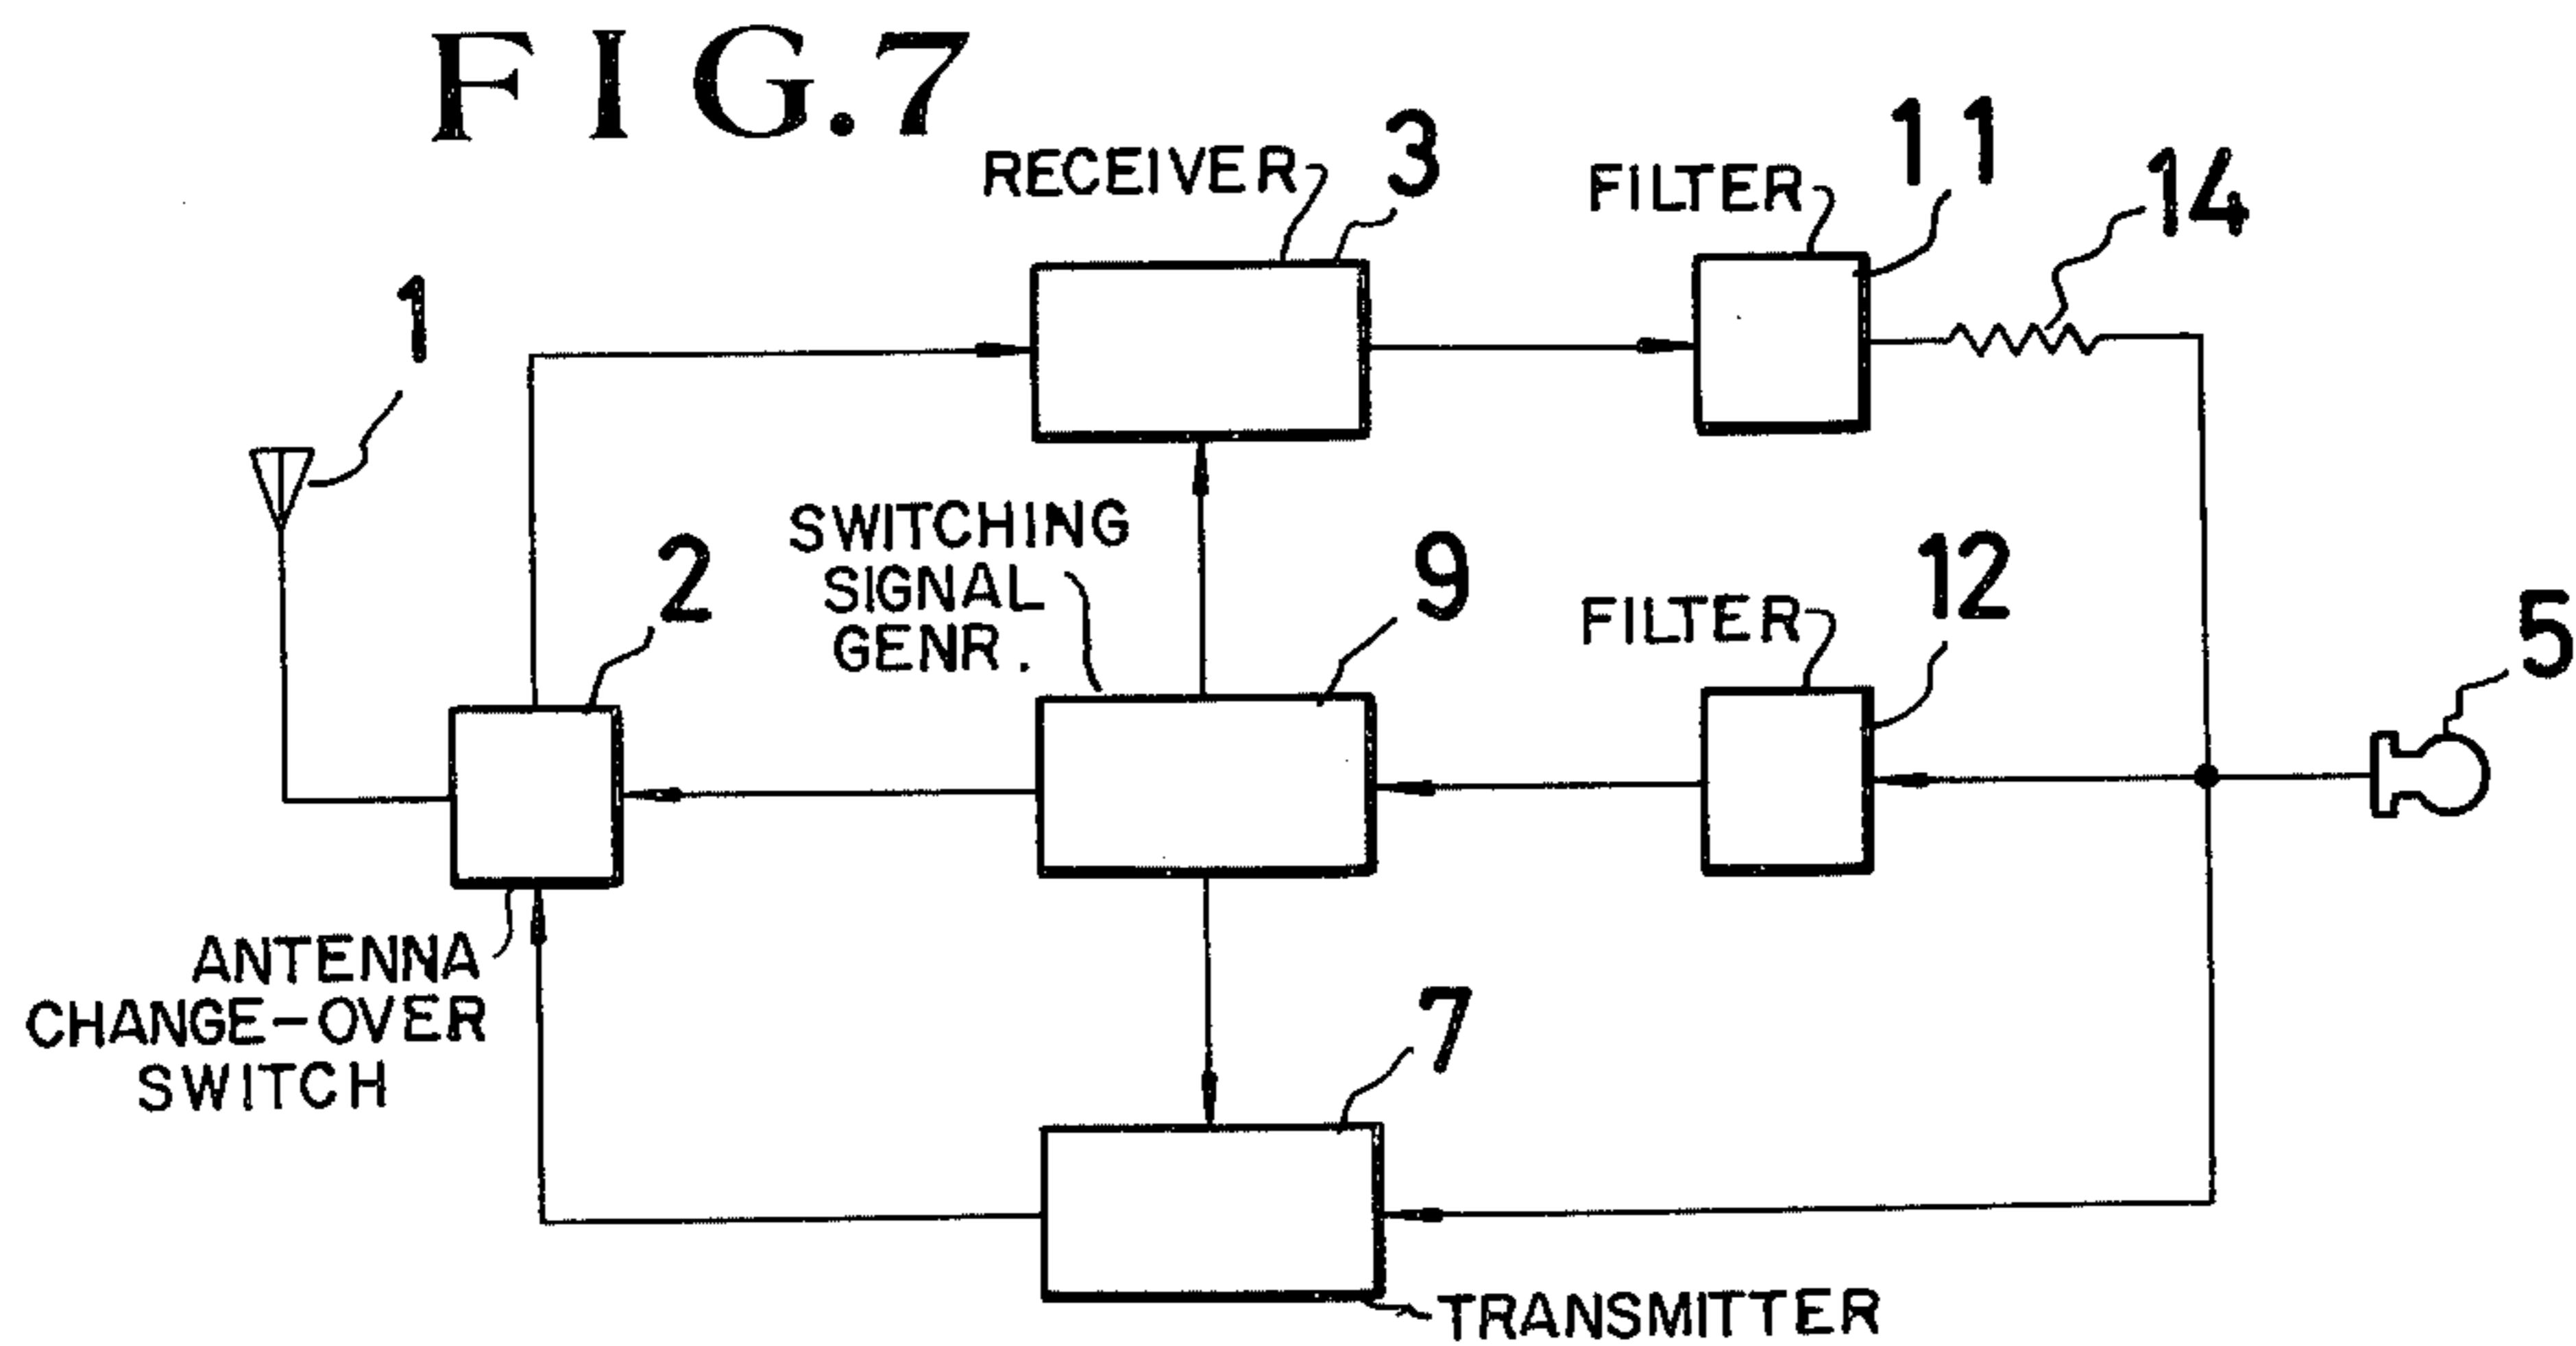 FIG.7
RECEIVER
3
FILTER
11
14
1
2
SWITCHING
SIGNAL
GENR.
9
FILTER
12
5
ANTENNA
CHANGE-OVER
SWITCH
7
TRANSMITTER